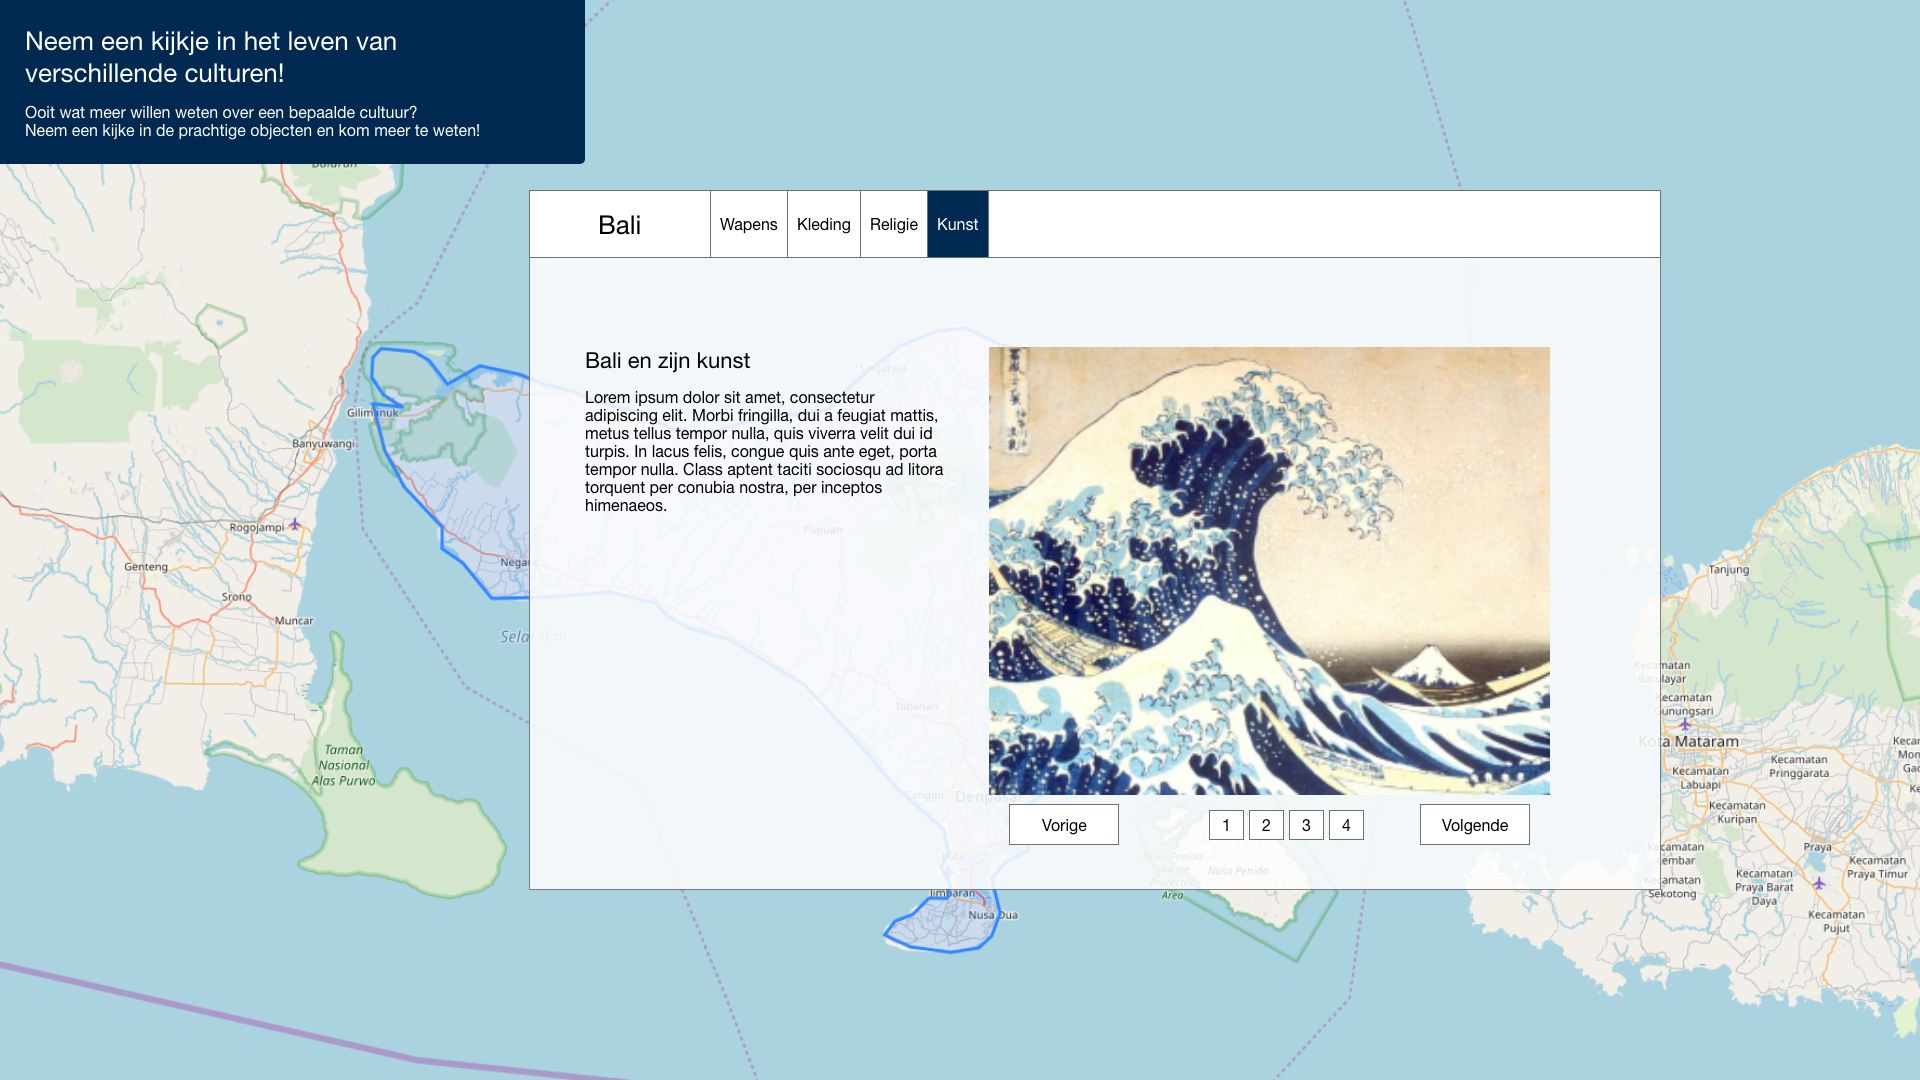 Neem een kijkje in het leven van
verschillende culturen!
Ooit wat meer willen weten over een bepaalde cultuur?
Neem een kijke in de prachtige objecten en kom meer te weten!
Baluran
Bali
Wapens
Kleding
Religie
Kunst
Bali en zijn kunst
Lorem ipsum dolor sit amet, consectetur
adipiscing elit. Morbi fringilla, dui a feugiat mattis,
metus tellus tempor nulla, quis viverra velit dui id
turpis. In lacus felis, congue quis ante eget, porta
tempor nulla. Class aptent taciti sociosqu ad litora
torquent per conubia nostra, per inceptos
himenaeos.
Vorige
1
2
3
4
Volgende
Singaraja
Gilimanuk
Banyuwangi
Rogojampi
Pupuan
Genteng
Negara
Srono
Muncar
Selat Bali
Tabanan
Taman
Nasional
Alas Purwo
Canggu
Denpasar
Kuta
Jimbaran
Nusa Dua
Nusa Penida
Marine
Protected
Area
Nusa Penida
Tanjung
Kecamatan
Batulayar
Kecamatan
Gunungsari
Kota Mataram
Kecamatan
Labuapi
Kecamatan
Pringgarata
Kecamatan
Kuripan
Kecamatan
Lembar
Kecamatan
Sekotong
Kecamatan
Praya Barat
Daya
Praya
Kecamatan
Praya Timur
Kecamatan
Pujut